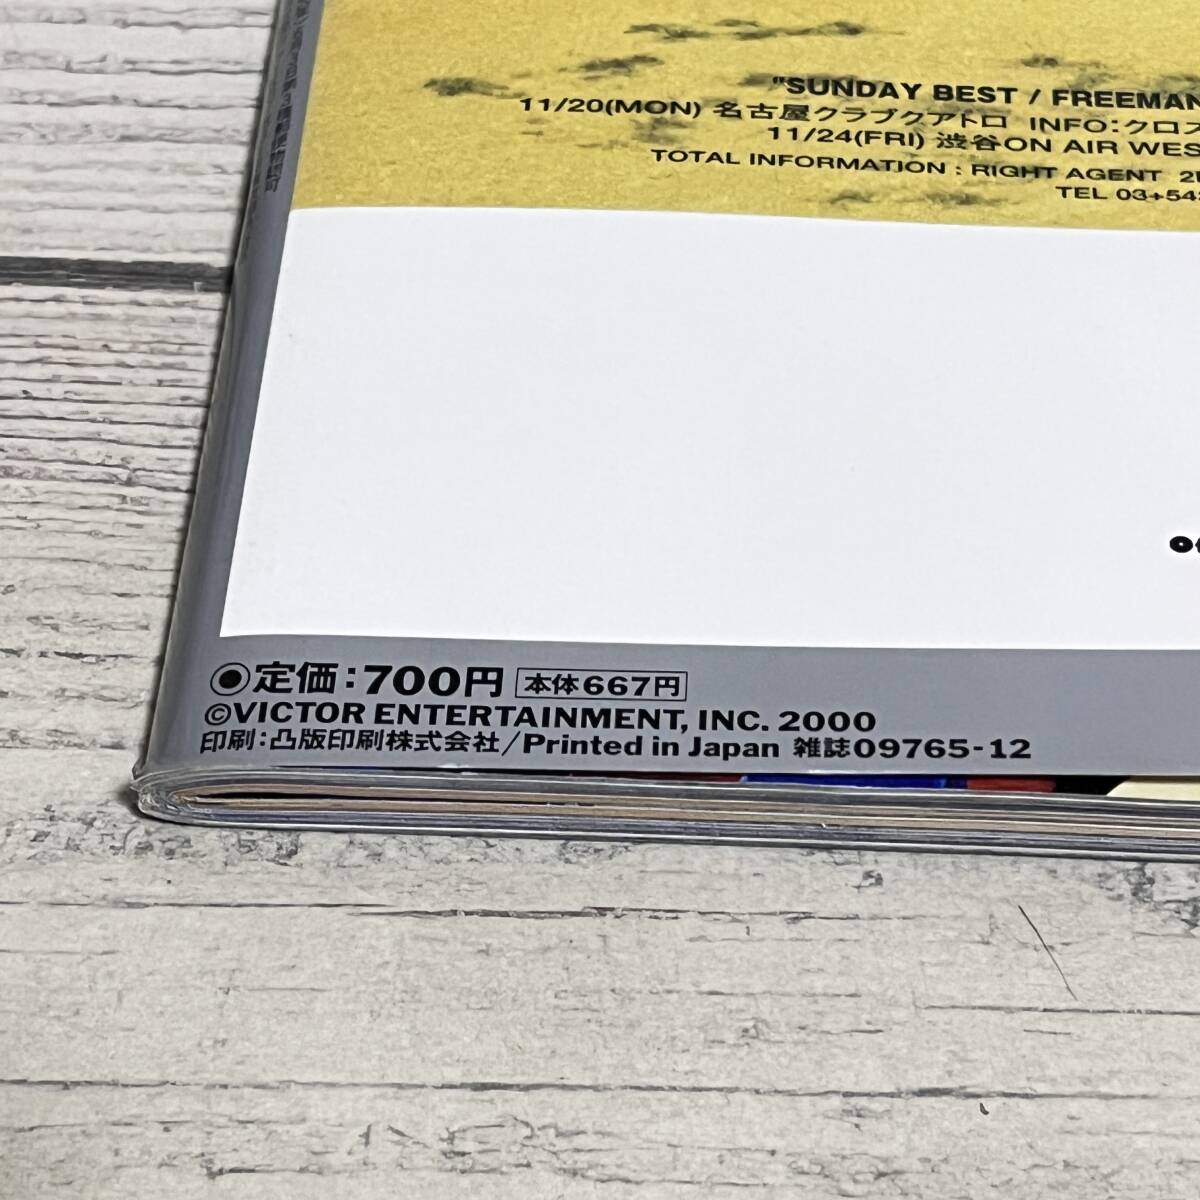 "SUNDAY BEST / FREEMAN
11/20(MON) 名古屋クラブクアトロ INFO:クロス
11/24(FRI) 渋谷ON AIR WES
TOTAL INFORMATION : RIGHT AGENT
TEL 03+54
◉定価:700円 本体667円
©VICTOR ENTERTAINMENT, INC. 2000
印刷:凸版印刷株式会社/Printed in Japan 雑誌09765-12